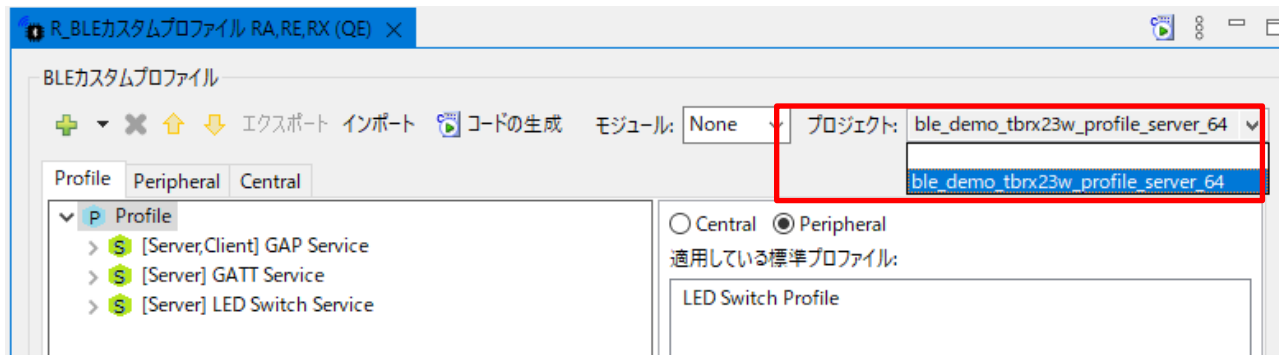 R_BLEカスタムプロファイル RA,RE,RX (QE)
BLEカスタムプロファイル
エクスポート インポート コードの生成 モジュール: None プロジェクト: ble_demo_tbrx23w_profile_server_64
ble_demo_tbrx23w_profile_server_64
Profile Peripheral Central
P Profile
S [Server,Client] GAP Service
S [Server] GATT Service
S [Server] LED Switch Service
Central Peripheral
適用している標準プロファイル:
LED Switch Profile